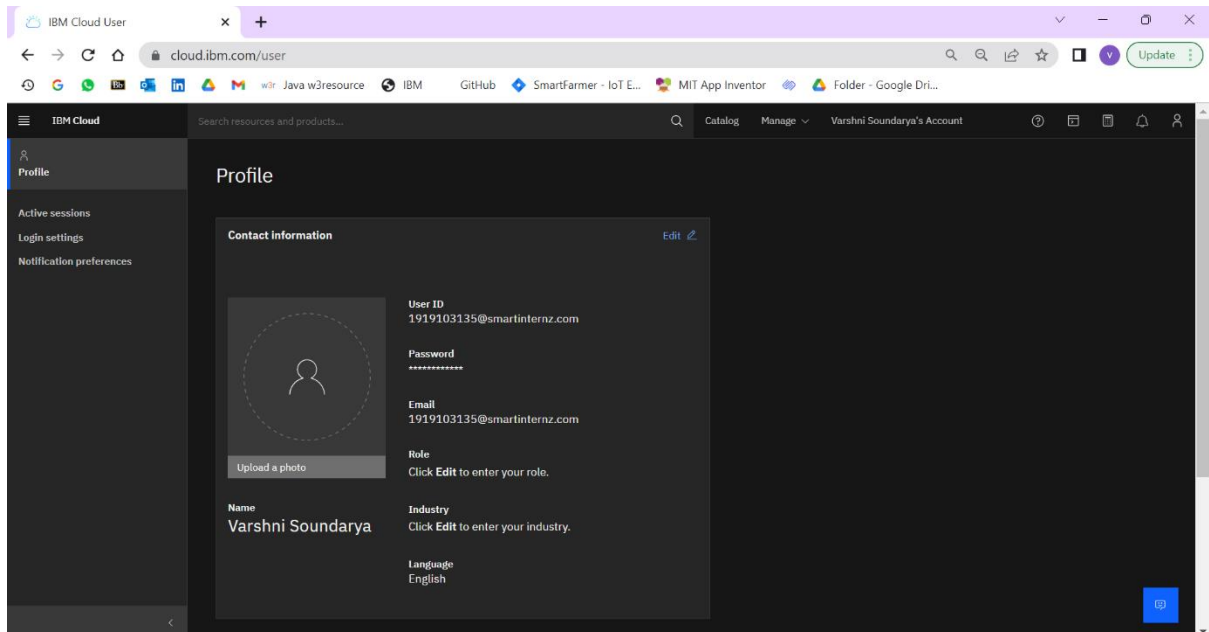 IBM Cloud User
cloud.ibm.com/user
Update
Bb
w3r Java w3resource
IBM
GitHub
SmartFarmer - IoT E...
MIT App Inventor
Folder - Google Dri...
IBM Cloud
Search resources and products...
Catalog
Manage
Varshni Soundarya's Account
Profile
Active sessions
Login settings
Notification preferences
Profile
Contact information
Edit
Upload a photo
Name
Varshni Soundarya
User ID
1919103135@smartinternz.com
Password
************
Email
1919103135@smartinternz.com
Role
Click Edit to enter your role.
Industry
Click Edit to enter your industry.
Language
English